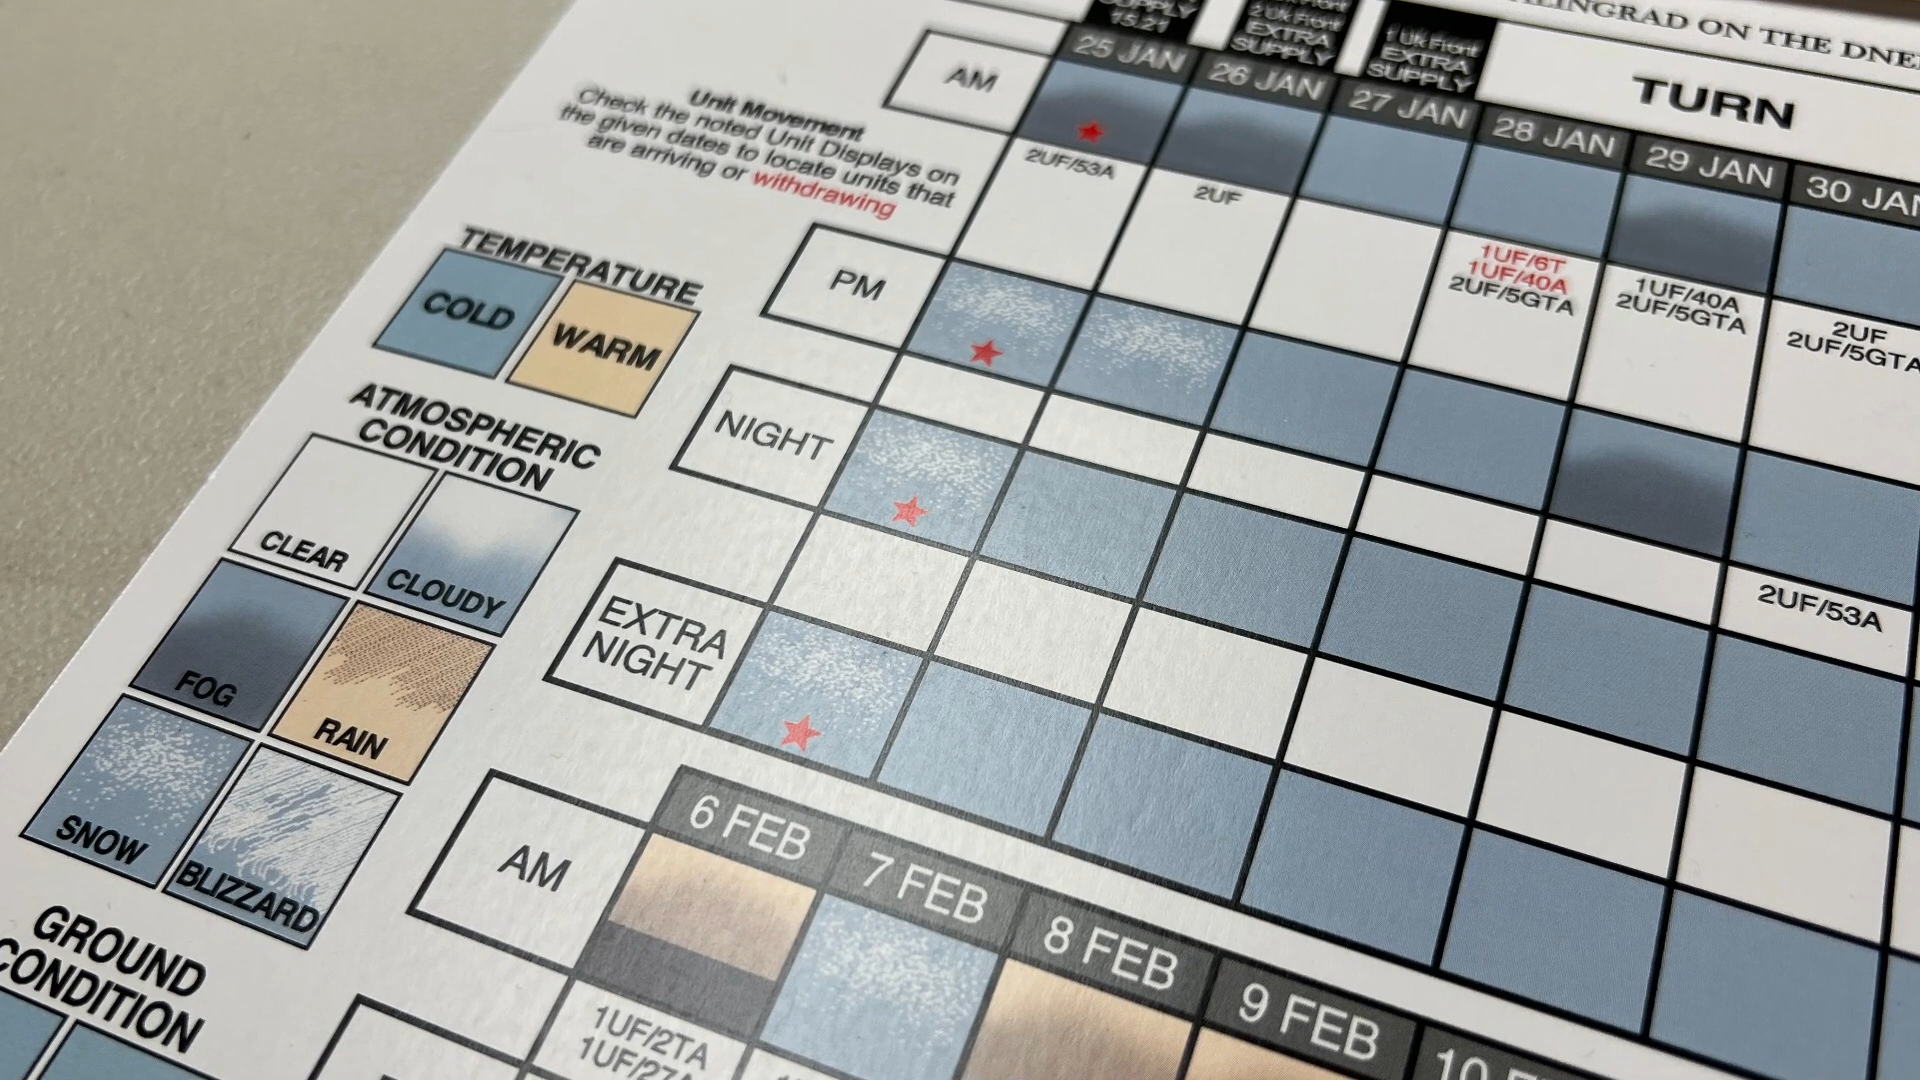 SUPPLY
15.21
2 Uk Front
EXTRA
SUPPLY
1 Uk Front
EXTRA
SUPPLY
ON THE
TURN
AM
25 JAN
26 JAN
27 JAN
28 JAN
29 JAN
30 JAN
Unit Movement
Check the noted Unit Displays on
the given dates to locate units that
are arriving or withdrawing
2UF/53A
2UF
1UF/6T
1UF/40A
2UF/5GTA
1UF/40A
2UF/5GTA
2UF
2UF/5GTA
PM
2UF/53A
NIGHT
EXTRA
NIGHT
TEMPERATURE
COLD
WARM
ATMOSPHERIC
CONDITION
CLEAR
CLOUDY
FOG
RAIN
SNOW
BLIZZARD
GROUND
CONDITION
AM
6 FEB
7 FEB
8 FEB
9 FEB
10
1UF/2TA
1UF/27A